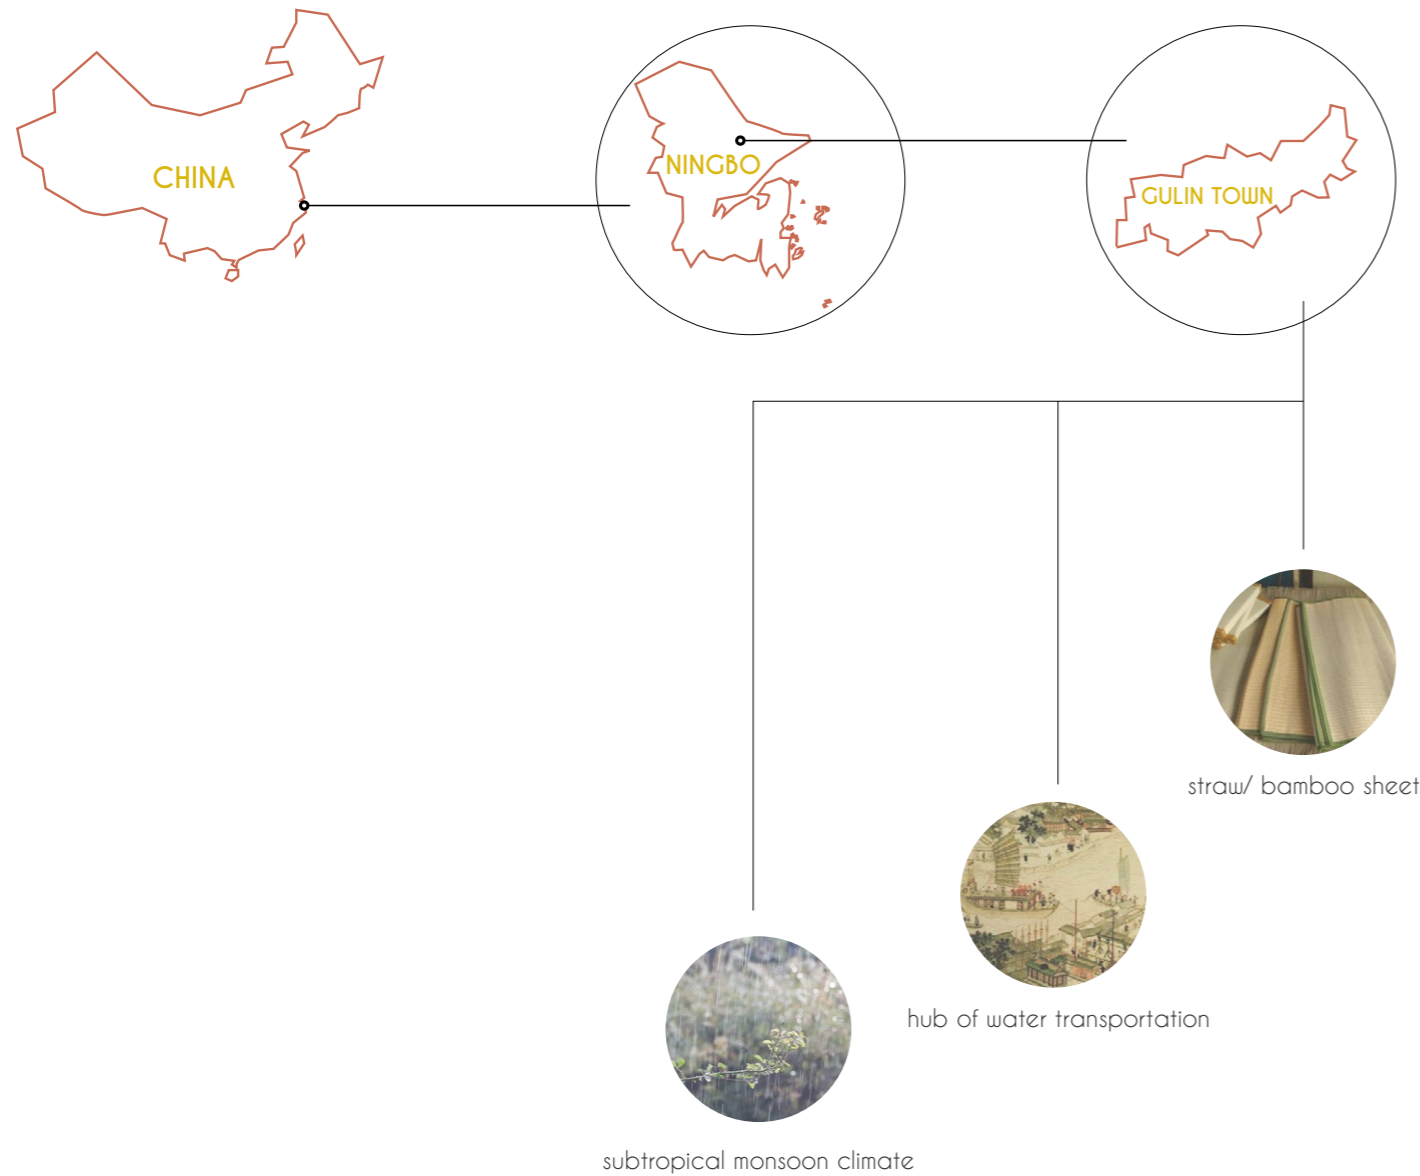 CHINA
NINGBO
GULIN TOWN
straw/ bamboo sheet
hub of water transportation
subtropical monsoon climate